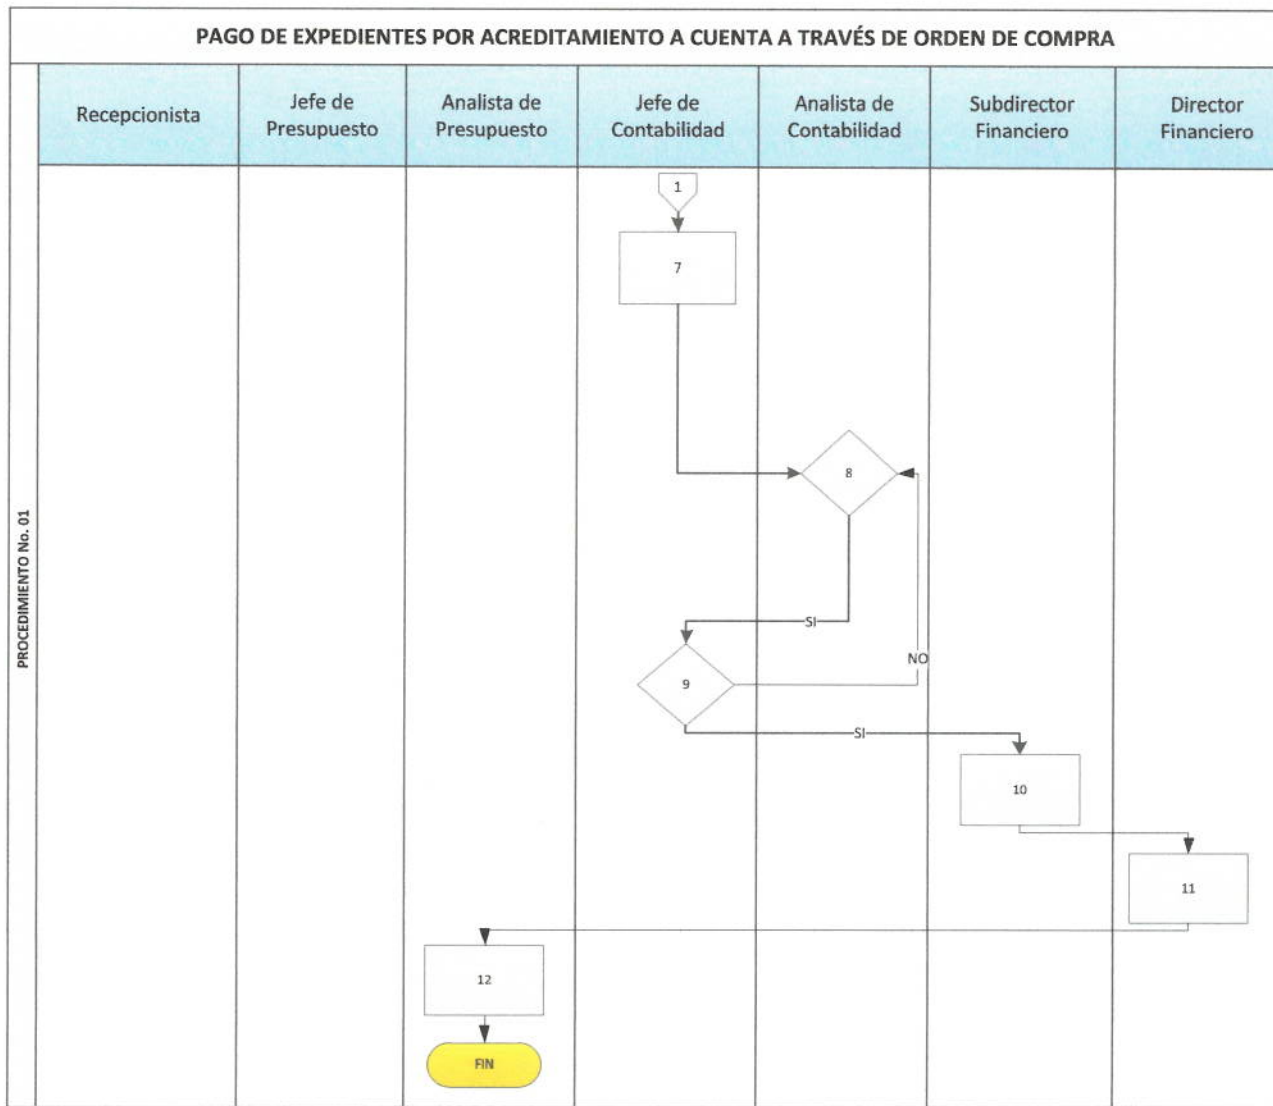 PAGO DE EXPEDIENTES POR ACREDITAMIENTO A CUENTA A TRAVÉS DE ORDEN DE COMPRA
Recepcionista
Jefe de
Presupuesto
Analista de
Presupuesto
Jefe de
Contabilidad
Analista de
Contabilidad
Subdirector
Financiero
Director
Financiero
PROCEDIMIENTO No. 01
1
7
8
SI
NO
9
SI
10
11
12
FIN